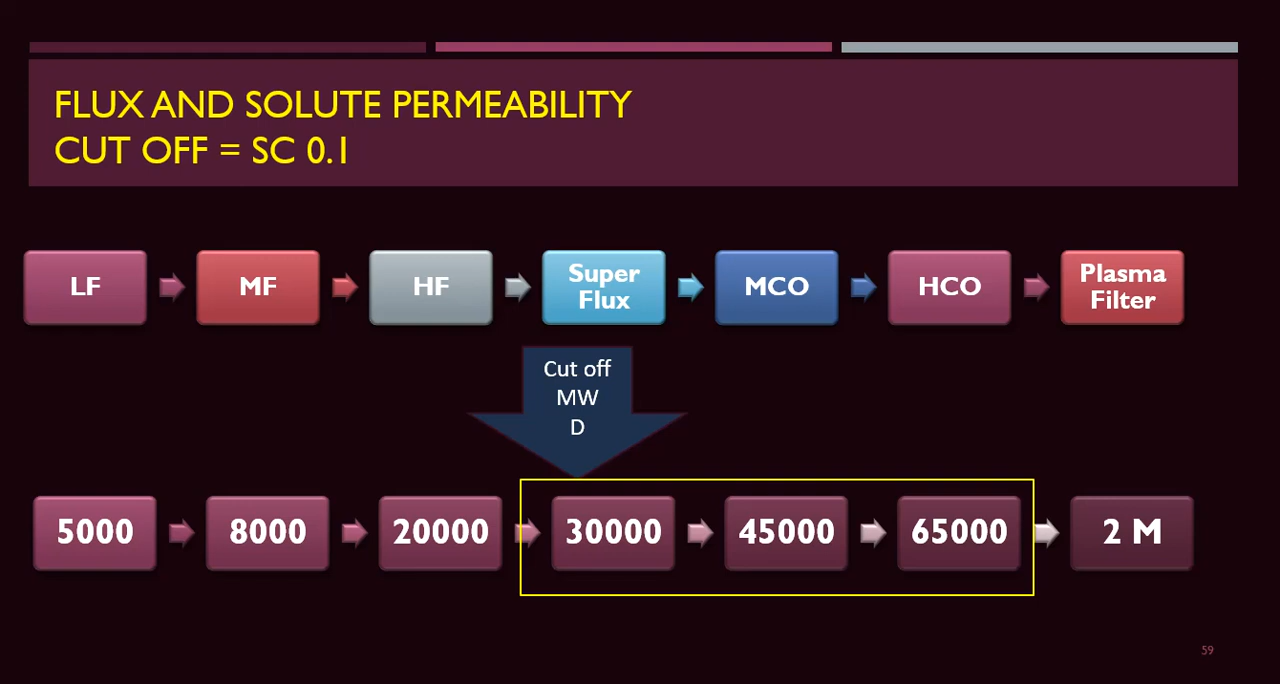 FLUX AND SOLUTE PERMEABILITY
CUT OFF = SC 0.1
LF
MF
HF
Super
Flux
MCO
HCO
Plasma
Filter
Cut off
MW
D
5000
8000
20000
30000
45000
65000
2 M
59